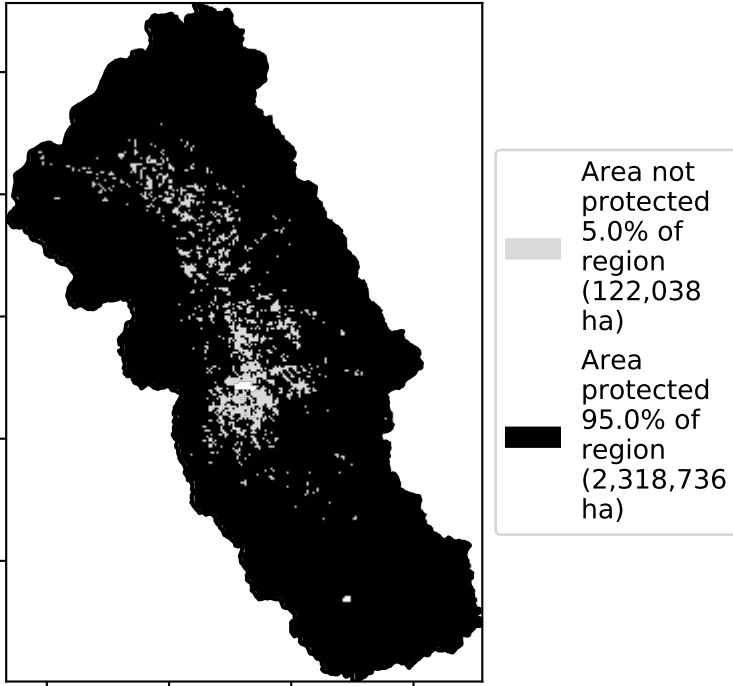 Area not
protected
5.0% of
region
(122,038
ha)
Area
protected
95.0% of
region
(2,318,736
ha)